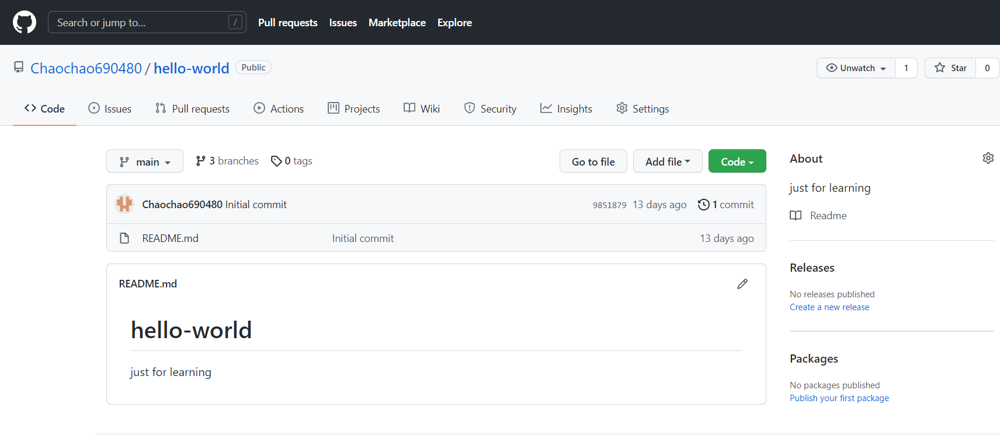 Search or jump to... /
Pull requests Issues Marketplace Explore
Chaochao690480 / hello-world Public
Unwatch 1 Star 0
Code Issues Pull requests Actions Projects Wiki Security Insights Settings
main 3 branches 0 tags
Go to file Add file Code
Chaochao690480 Initial commit 9851879 13 days ago 1 commit
README.md Initial commit 13 days ago
README.md
hello-world
just for learning
About
just for learning
Readme
Releases
No releases published
Create a new release
Packages
No packages published
Publish your first package